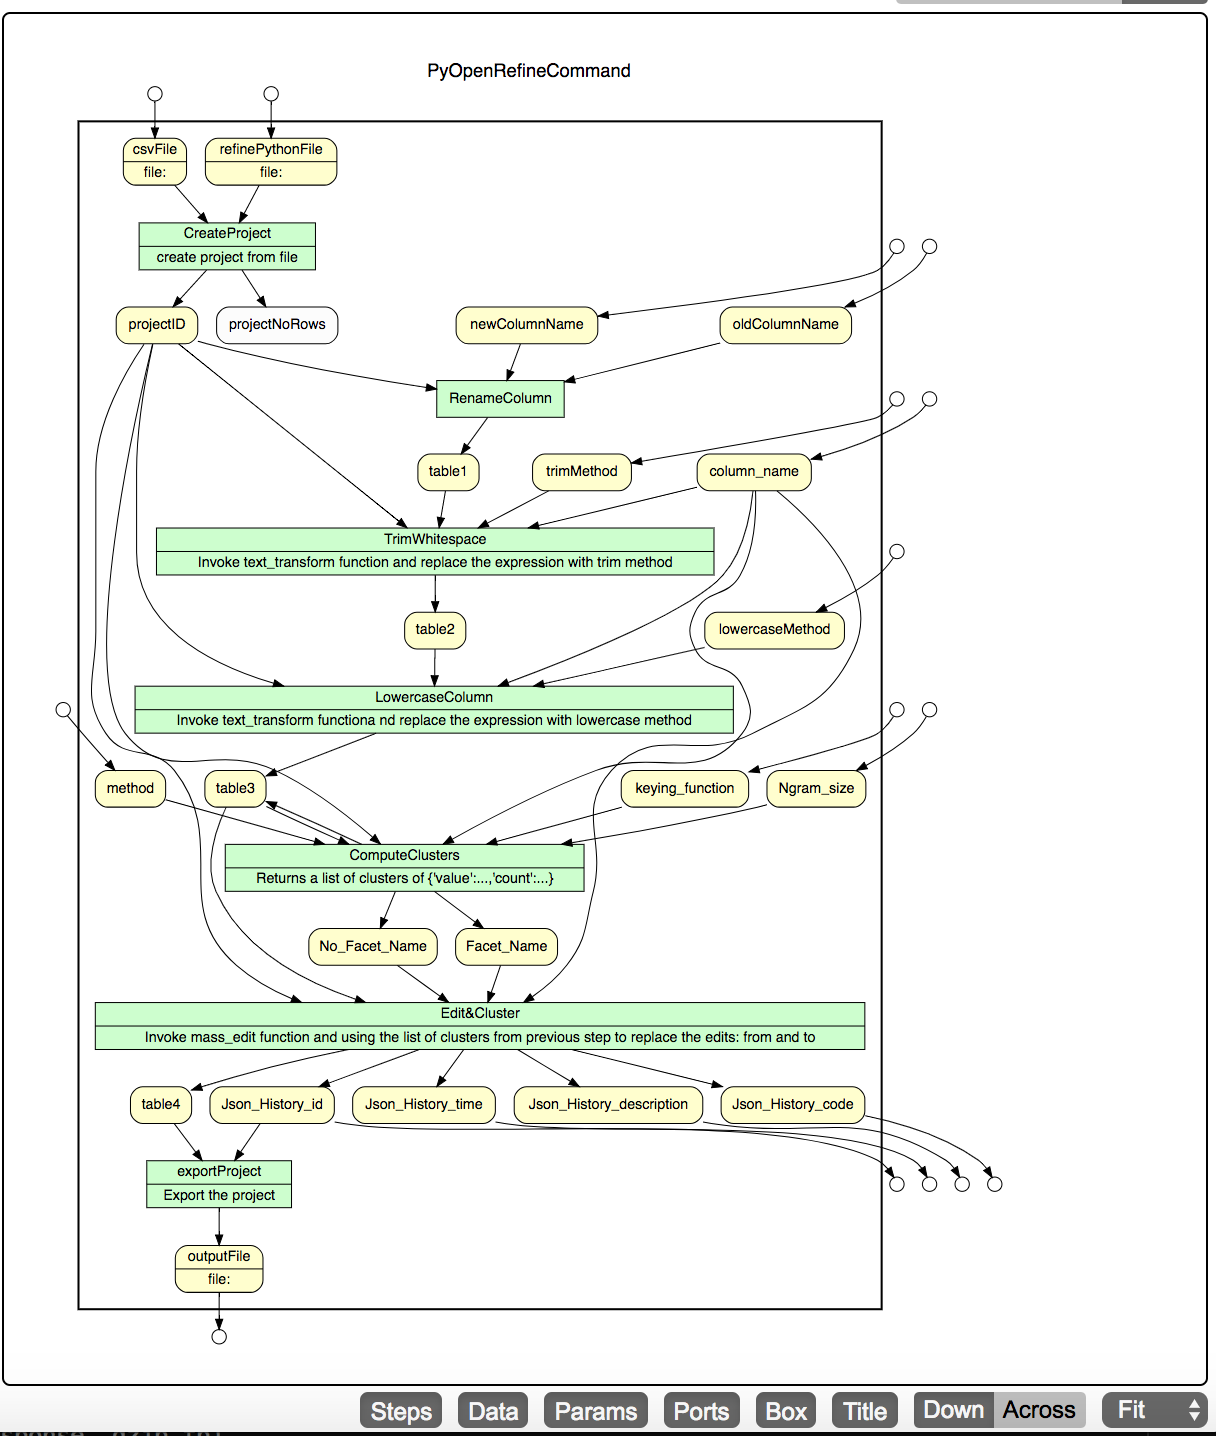 PyOpenRefineCommand
csvFile
file:
refinePythonFile
file:
CreateProject
create project from file
projectID
projectNoRows
newColumnName
oldColumnName
RenameColumn
table1
trimMethod
column_name
TrimWhitespace
Invoke text_transform function and replace the expression with trim method
table2
lowercaseMethod
LowercaseColumn
Invoke text_transform functiona nd replace the expression with lowercase method
method
table3
keying_function
Ngram_size
ComputeClusters
Returns a list of clusters of {'value':...,'count':...}
No_Facet_Name
Facet_Name
Edit&Cluster
Invoke mass_edit function and using the list of clusters from previous step to replace the edits: from and to
table4
Json_History_id
Json_History_time
Json_History_description
Json_History_code
exportProject
Export the project
outputFile
file:
Steps
Data
Params
Ports
Box
Title
Down
Across
Fit